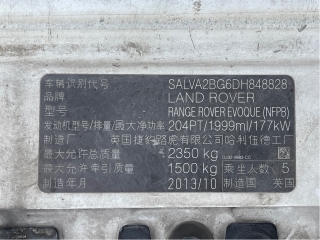 车辆识别代号 SALVA2BG6DH848828
品牌 LAND ROVER
型号 RANGE ROVER EVOQUE (NFP8)
发动机型号/排量/最大净功率 204PT/1999ml/177kW
制造厂 英国捷豹路虎有限公司哈利伍德工厂
最大允许总质量 2350 kg
最大允许牵引质量 1500 kg 乘坐人数 5
制造年月 2013/10 制造国 英国